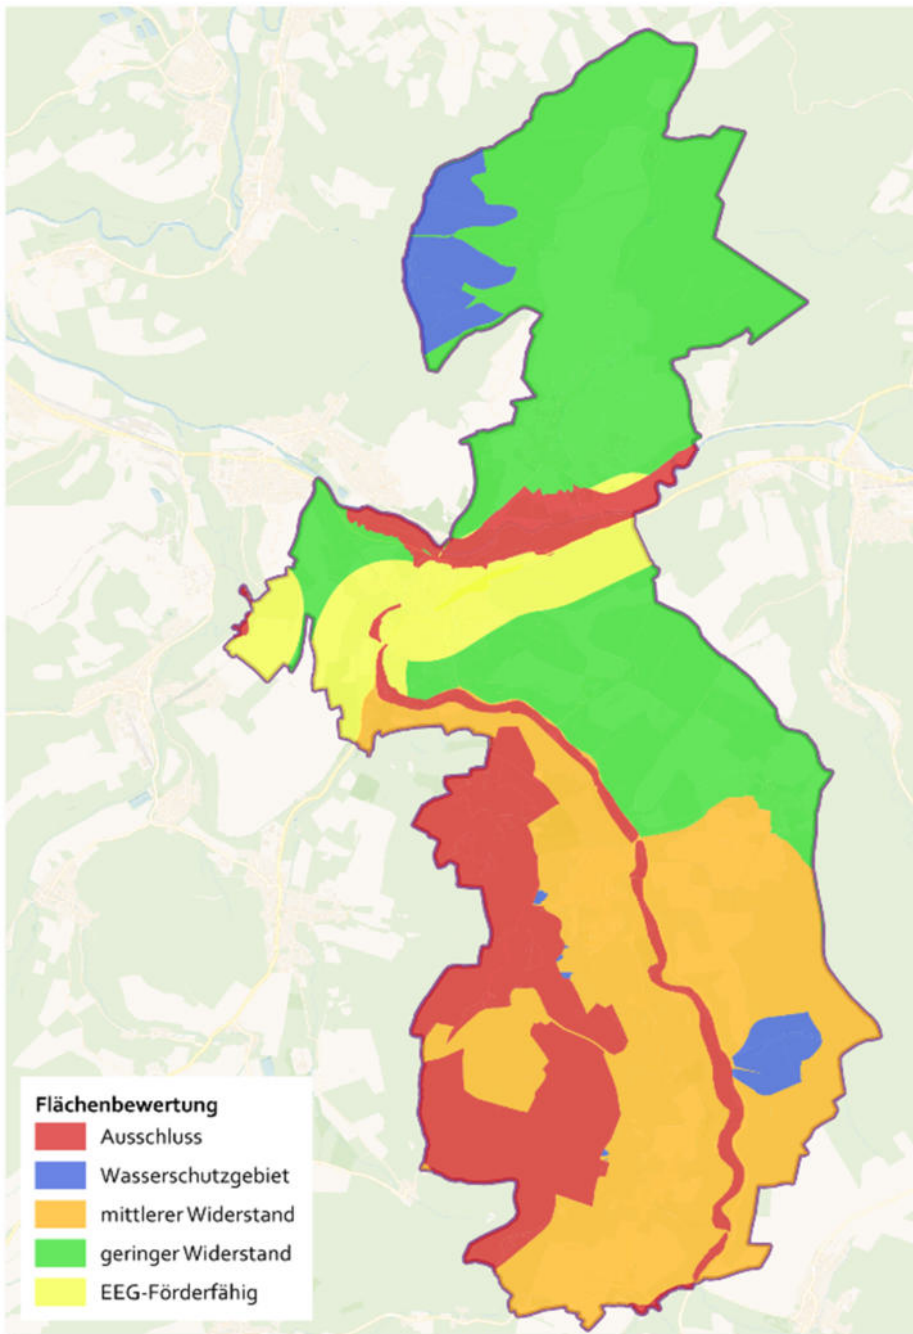 Flächenbewertung
Ausschluss
Wasserschutzgebiet
mittlerer Widerstand
geringer Widerstand
EEG-Förderfähig